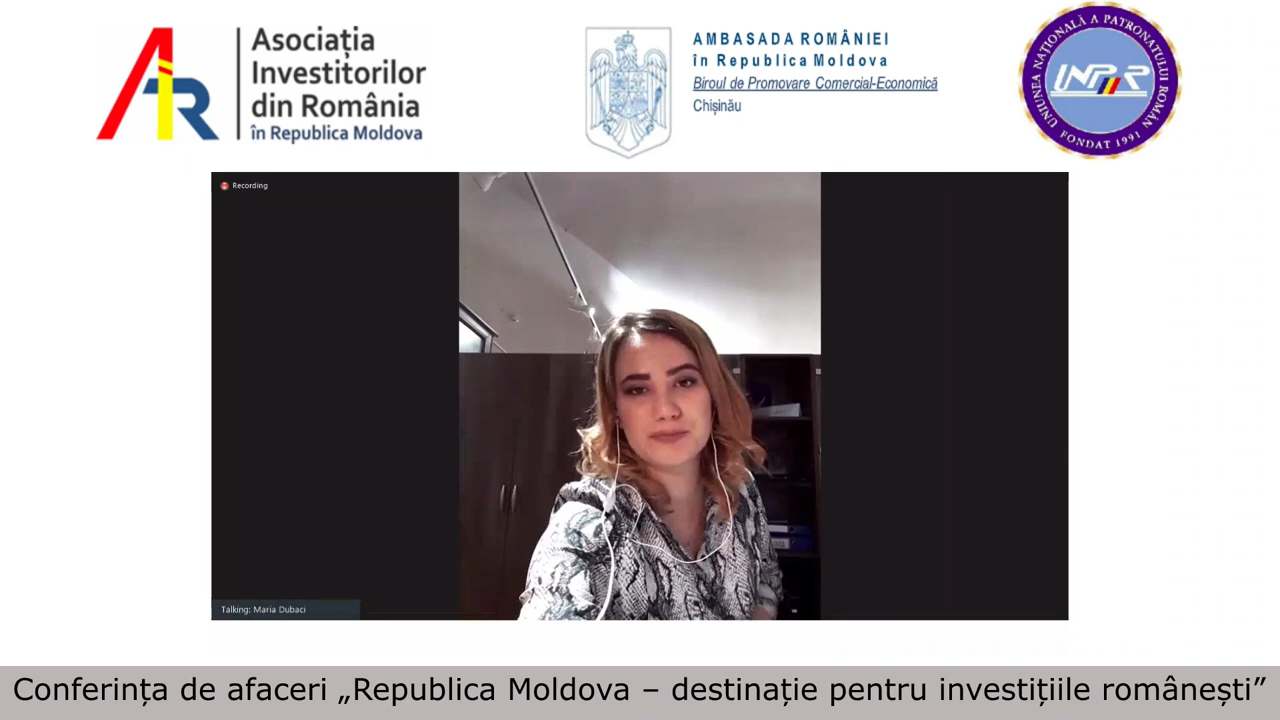 Asociația
Investitorilor
din România
în Republica Moldova
AMBASADA ROMÂNIEI
în Republica Moldova
Biroul de Promovare Comercial-Economică
Chișinău
UNIUNEA NAȚIONALĂ A PATRONATULUI ROMÂN
UNPR
FONDAT 1991
Recording
Talking: Maria Dubaci
Conferința de afaceri „Republica Moldova – destinație pentru investițiile românești”